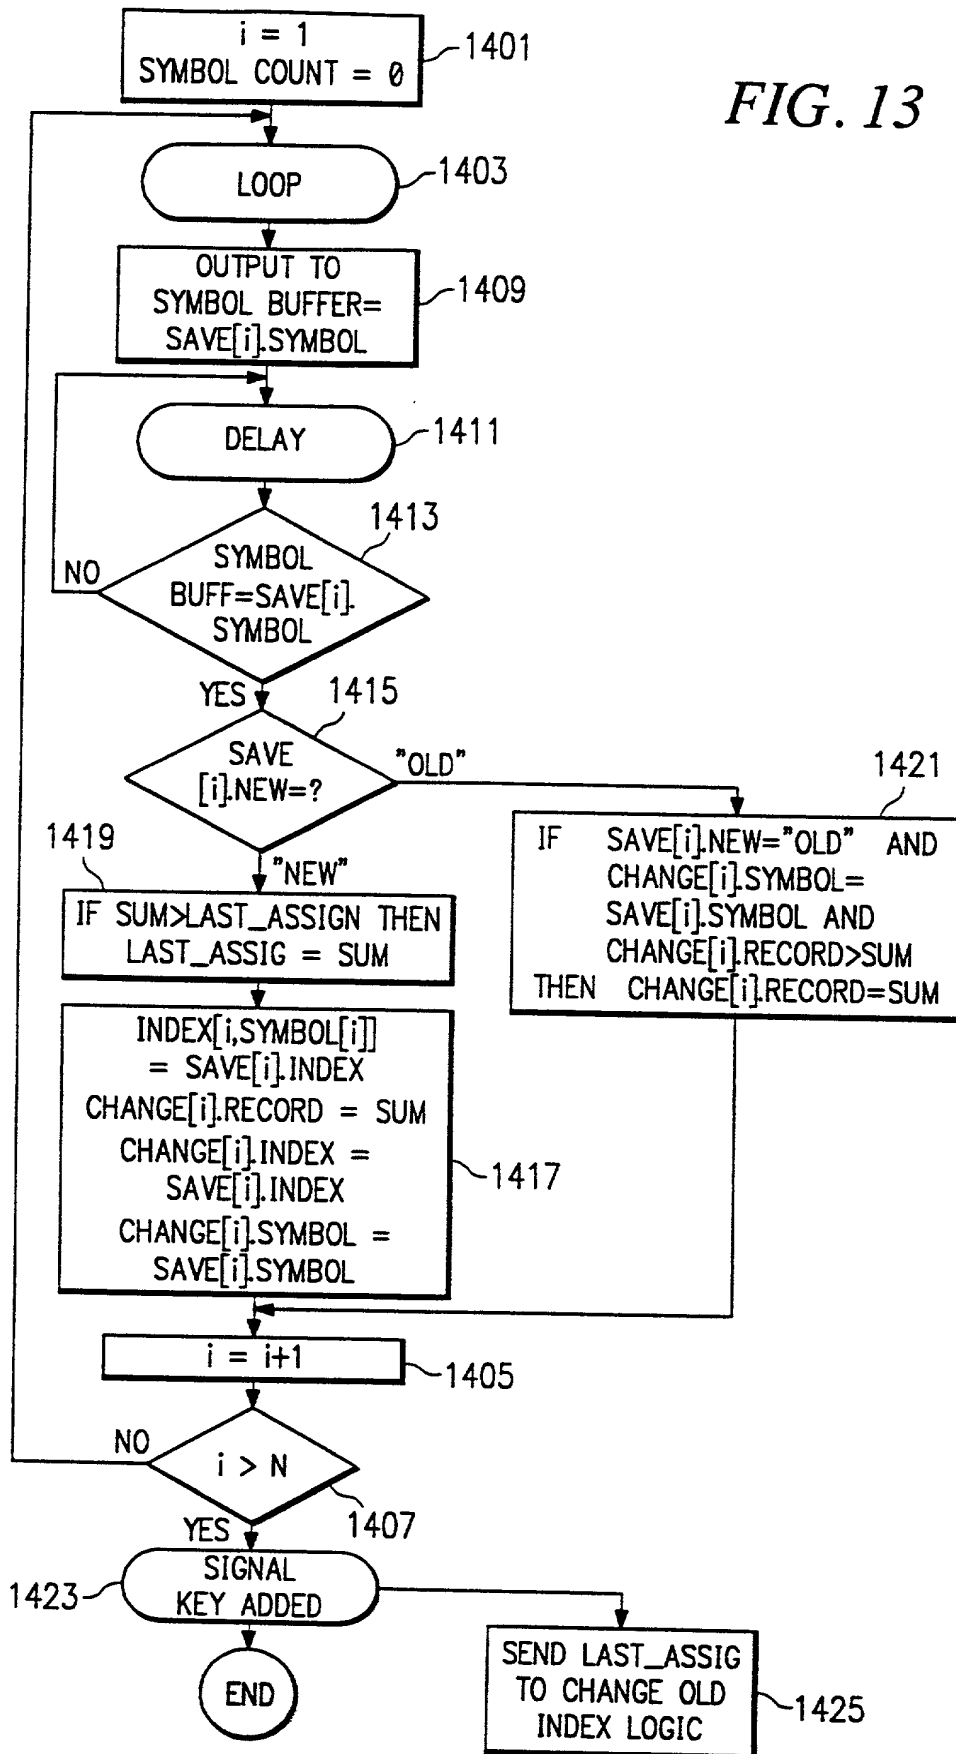 i = 1
SYMBOL COUNT = 0
1401
FIG. 13
LOOP
1403
OUTPUT TO
SYMBOL BUFFER=
SAVE[i].SYMBOL
1409
DELAY
1411
1413
SYMBOL
BUFF=SAVE[i].
SYMBOL
NO
YES
1415
SAVE
[i].NEW=?
"OLD"
1421
IF SAVE[i].NEW="OLD" AND
CHANGE[i].SYMBOL=
SAVE[i].SYMBOL AND
CHANGE[i].RECORD>SUM
THEN CHANGE[i].RECORD=SUM
1419
"NEW"
IF SUM>LAST_ASSIGN THEN
LAST_ASSIG = SUM
INDEX[i,SYMBOL[i]]
= SAVE[i].INDEX
CHANGE[i].RECORD = SUM
CHANGE[i].INDEX =
SAVE[i].INDEX
CHANGE[i].SYMBOL =
SAVE[i].SYMBOL
1417
i = i+1
1405
NO
i > N
1407
YES
1423
SIGNAL
KEY ADDED
END
SEND LAST_ASSIG
TO CHANGE OLD
INDEX LOGIC
1425